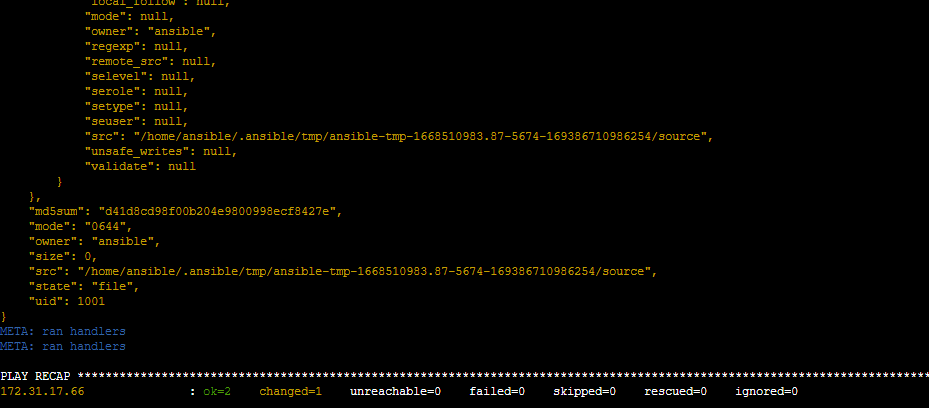 "local_follow": null,
"mode": null,
"owner": "ansible",
"regexp": null,
"remote_src": null,
"selevel": null,
"serole": null,
"setype": null,
"seuser": null,
"src": "/home/ansible/.ansible/tmp/ansible-tmp-1668510983.87-5674-169386710986254/source",
"unsafe_writes": null,
"validate": null
}
},
"md5sum": "d41d8cd98f00b204e9800998ecf8427e",
"mode": "0644",
"owner": "ansible",
"size": 0,
"src": "/home/ansible/.ansible/tmp/ansible-tmp-1668510983.87-5674-169386710986254/source",
"state": "file",
"uid": 1001
}
META: ran handlers
META: ran handlers
PLAY RECAP **************************************************************************************************************************
172.31.17.66 : ok=2 changed=1 unreachable=0 failed=0 skipped=0 rescued=0 ignored=0